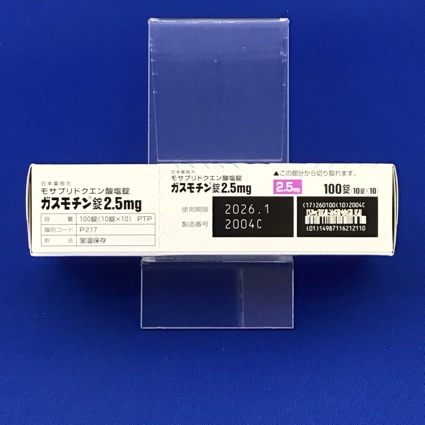 日本薬局方
モサプリドクエン酸塩錠
ガスモチン錠2.5mg
容 量 100錠(10錠×10) PTP
識別コード P217
貯 法 室温保存
日本薬局方
モサプリドクエン酸塩錠
ガスモチン錠2.5mg
▲この部分から切り取れます。
2.5mg
100錠(10錠×10)
使用期限 2026.1
製造番号 2004C
(17)260100(10)2004C
(01)14987116212110